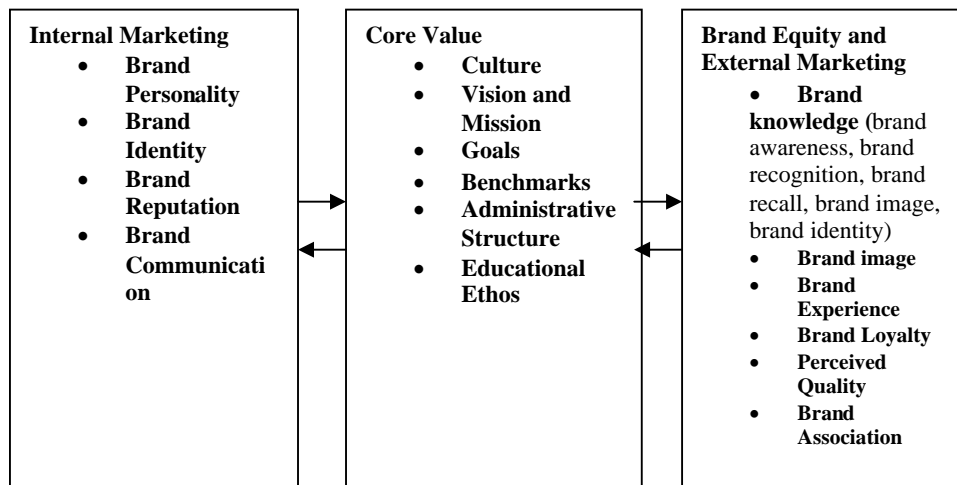 Internal Marketing
• Brand
Personality
• Brand
Identity
• Brand
Reputation
• Brand
Communicati
on
Core Value
• Culture
• Vision and
Mission
• Goals
• Benchmarks
• Administrative
Structure
• Educational
Ethos
Brand Equity and
External Marketing
• Brand
knowledge (brand
awareness, brand
recognition, brand
recall, brand image,
brand identity)
• Brand image
• Brand
Experience
• Brand Loyalty
• Perceived
Quality
• Brand
Association